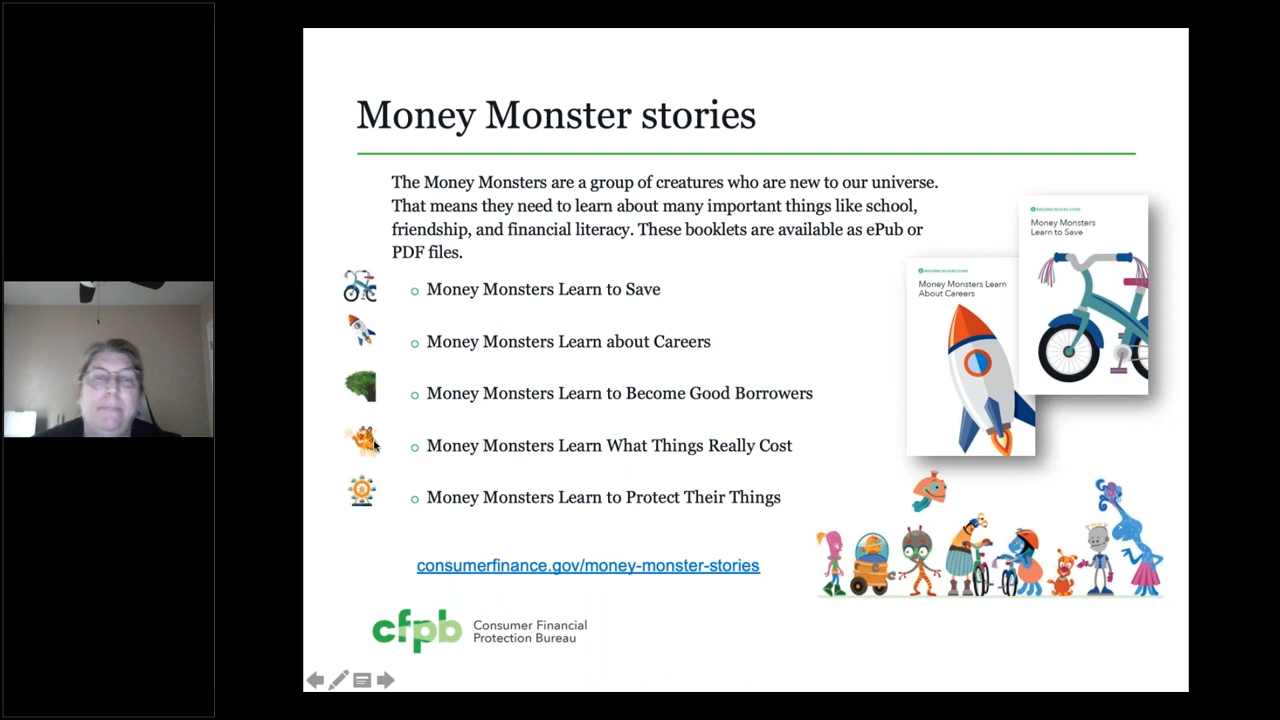 Money Monster stories
The Money Monsters are a group of creatures who are new to our universe.
That means they need to learn about many important things like school,
friendship, and financial literacy. These booklets are available as ePub or
PDF files.
Money Monsters Learn to Save
Money Monsters Learn about Careers
Money Monsters Learn to Become Good Borrowers
Money Monsters Learn What Things Really Cost
Money Monsters Learn to Protect Their Things
consumerfinance.gov/money-monster-stories
cfpb
Consumer Financial
Protection Bureau
Money Monsters
Learn to Save
Money Monsters Learn
About Careers